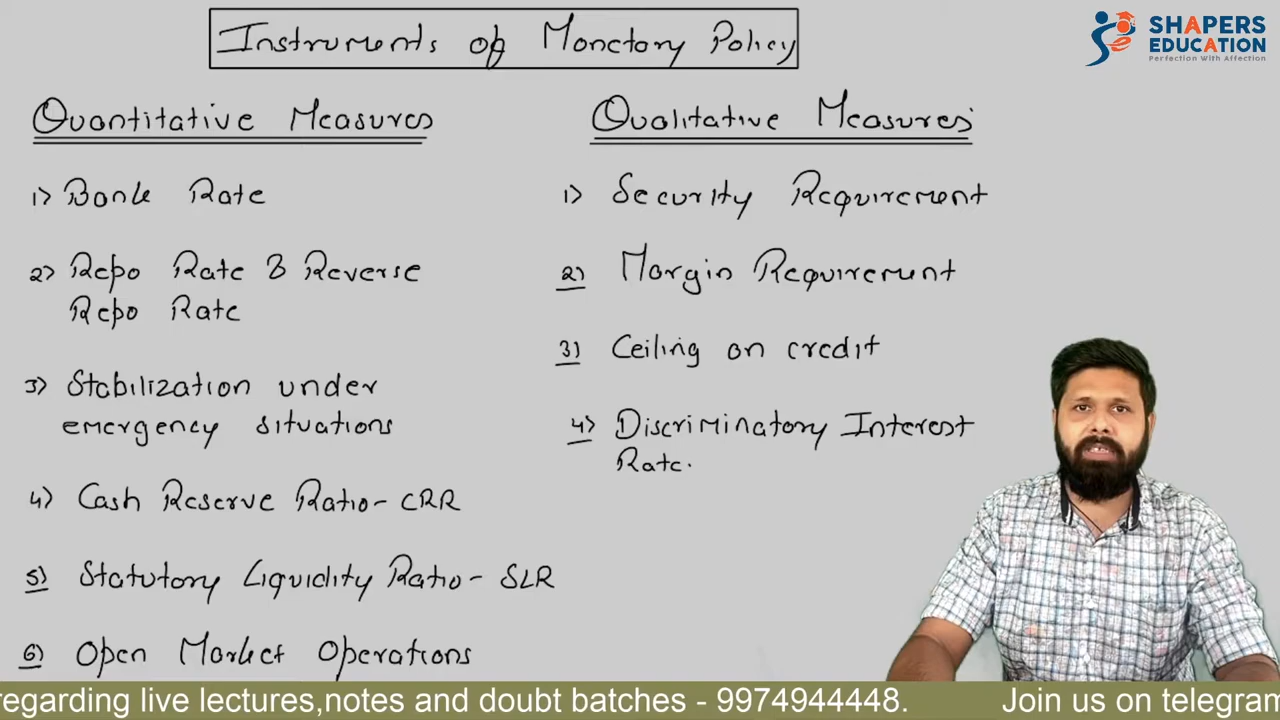 Instruments of Monetory Policy
SHAPERS
EDUCATION
Perfection With Affection
Quantitative Measures
1) Bank Rate
2) Repo Rate & Reverse
Repo Rate
3) Stabilization under
emergency situations
4) Cash Reserve Ratio - CRR
5) Statutory Liquidity Ratio - SLR
6) Open Market Operations
Qualitative Measures
1) Security Requirement
2) Margin Requirement
3) Ceiling on credit
4) Discriminatory Interest
Rate.
regarding live lectures,notes and doubt batches - 9974944448. Join us on telegram